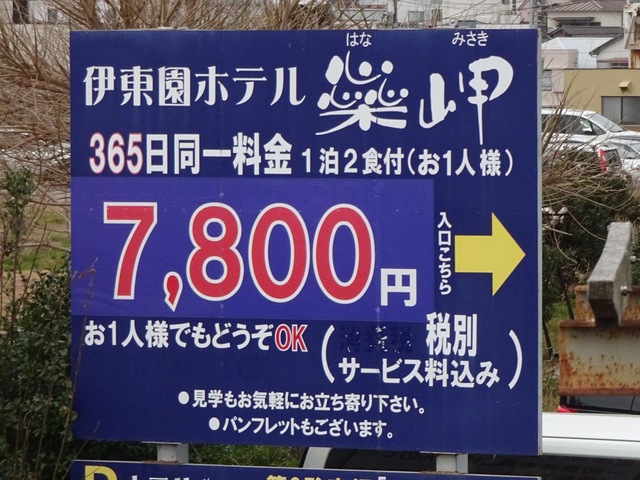 はな みさき
伊東園ホテル 岬
365日同一料金 1泊2食付(お1人様)
7,800円
入口こちら
お1人様でもどうぞOK
(税別
サービス料込み)
●見学もお気軽にお立ち寄り下さい。
●パンフレットもございます。
P